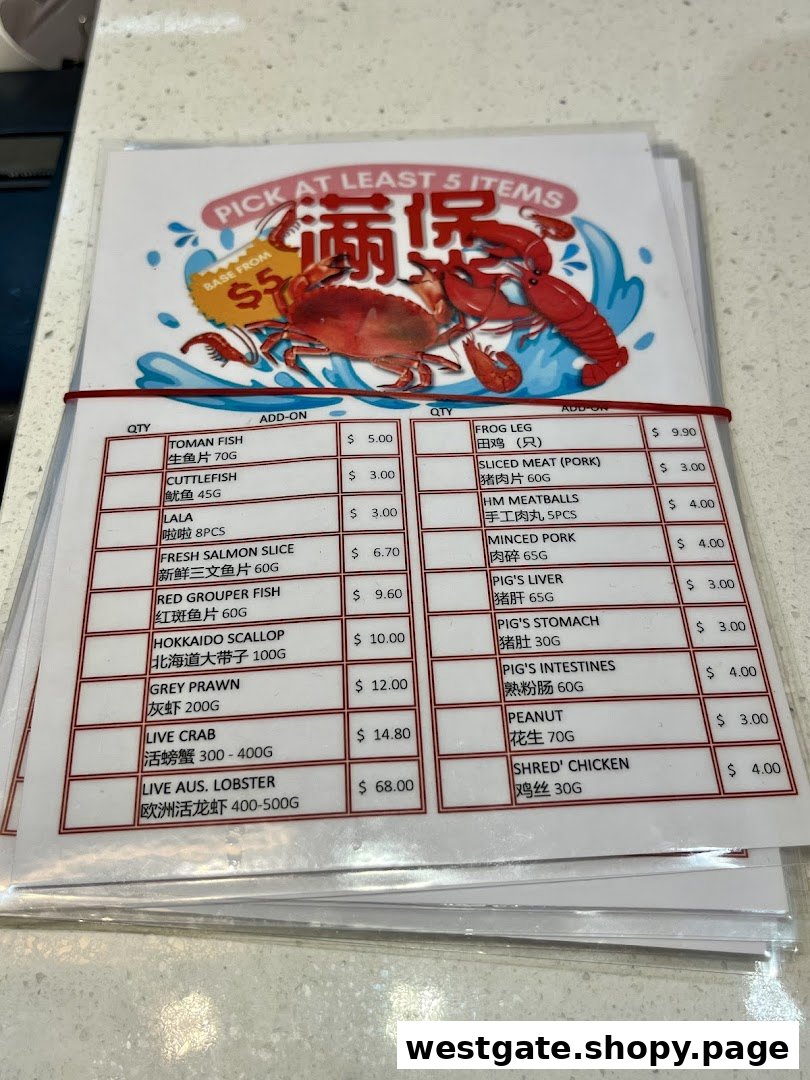 PICK AT LEAST 5 ITEMS
满煲
BASE FROM
$5
QTY ADD-ON
TOMAN FISH $ 5.00
生鱼片 70G
CUTTLEFISH $ 3.00
鱿鱼 45G
LALA $ 3.00
啦啦 8PCS
FRESH SALMON SLICE $ 6.70
新鲜三文鱼片 60G
RED GROUPER FISH $ 9.60
红斑鱼片 60G
HOKKAIDO SCALLOP $ 10.00
北海道大带子 100G
GREY PRAWN $ 12.00
灰虾 200G
LIVE CRAB $ 14.80
活螃蟹 300 - 400G
LIVE AUS. LOBSTER $ 68.00
欧洲活龙虾 400-500G
QTY ADD-ON
FROG LEG $ 9.90
田鸡 （只）
SLICED MEAT (PORK) $ 3.00
猪肉片 60G
HM MEATBALLS $ 4.00
手工肉丸 5PCS
MINCED PORK $ 4.00
肉碎 65G
PIG'S LIVER $ 3.00
猪肝 65G
PIG'S STOMACH $ 3.00
猪肚 30G
PIG'S INTESTINES $ 4.00
熟粉肠 60G
PEANUT $ 3.00
花生 70G
SHRED' CHICKEN $ 4.00
鸡丝 30G
westgate.shopy.page